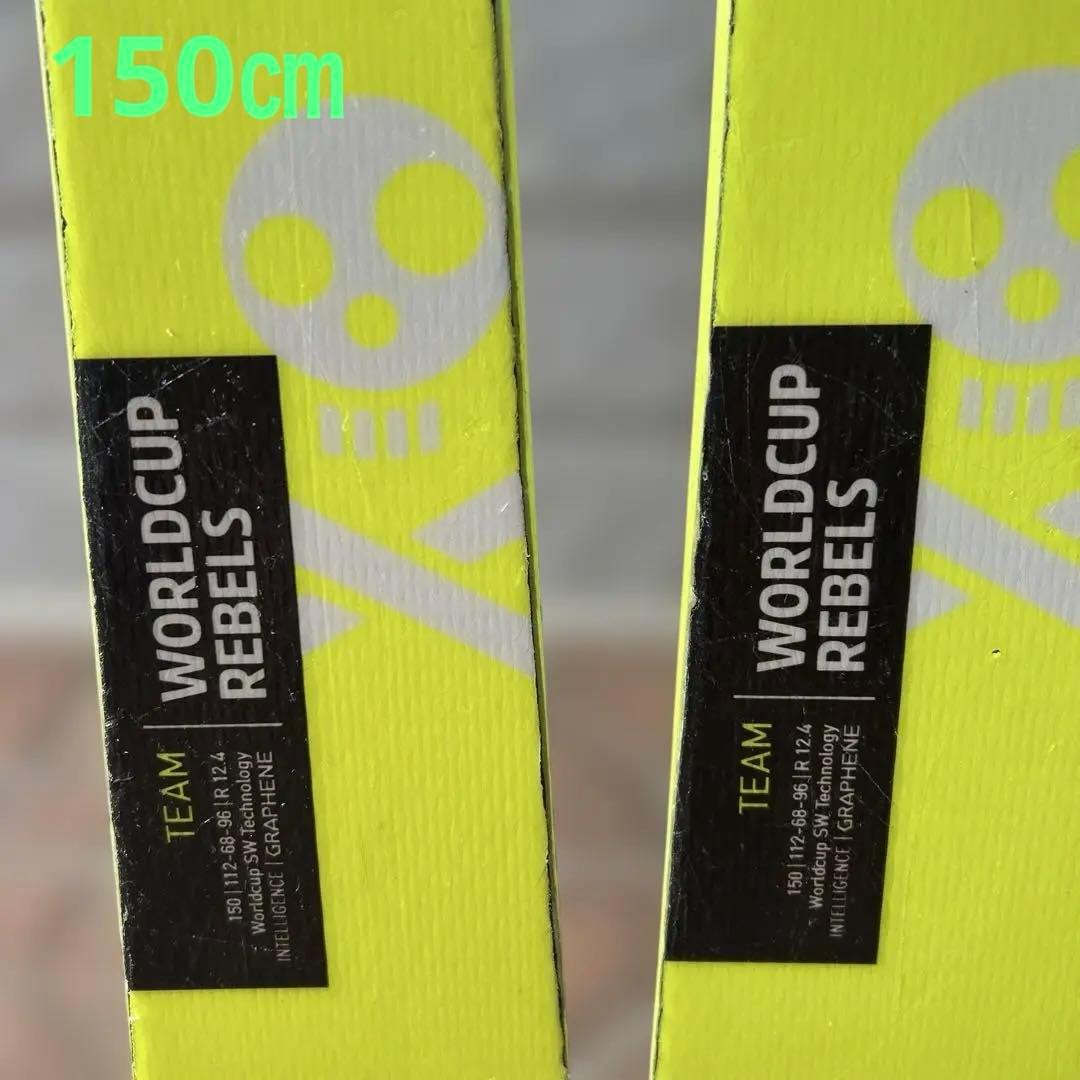 150㎝
WORLDCUP
REBELS
TEAM
150 | 112-68-96 | R 12.4
Worldcup SW Technology
INTELLIGENCE | GRAPHENE
WORLDCUP
REBELS
TEAM
150 | 112-68-96 | R 12.4
Worldcup SW Technology
INTELLIGENCE | GRAPHENE